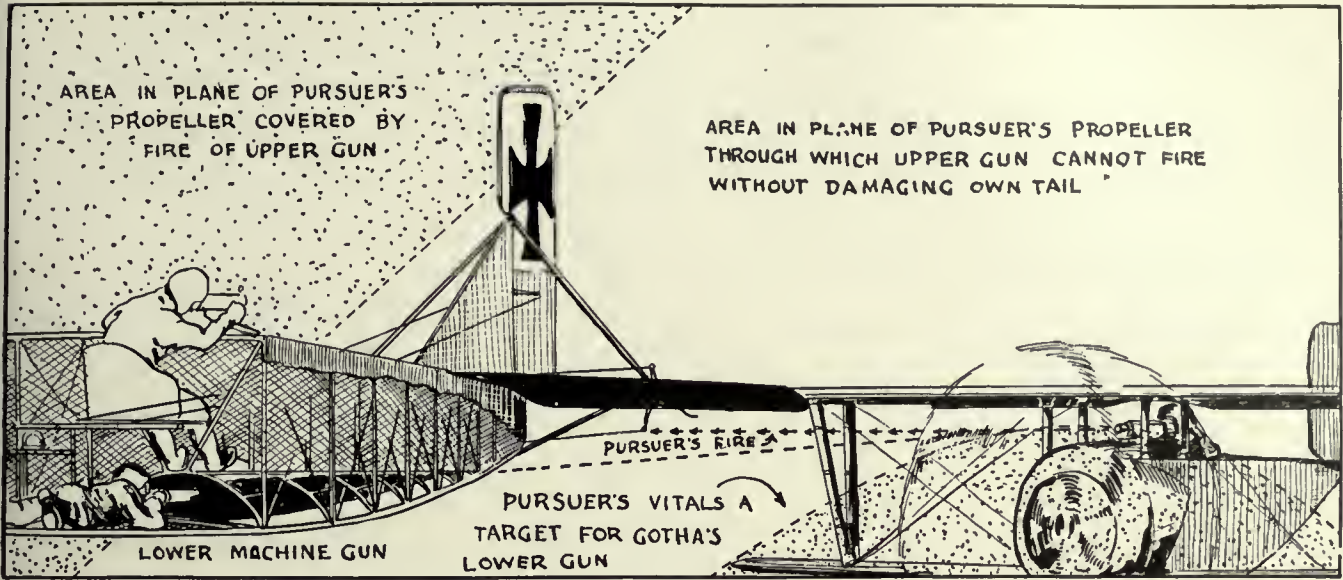 AREA IN PLANE OF PURSUER'S
PROPELLER COVERED BY
FIRE OF UPPER GUN
AREA IN PLANE OF PURSUER'S PROPELLER
THROUGH WHICH UPPER GUN CANNOT FIRE
WITHOUT DAMAGING OWN TAIL
PURSUER'S FIRE
PURSUER'S VITALS A
TARGET FOR GOTHA'S
LOWER GUN
LOWER MACHINE GUN